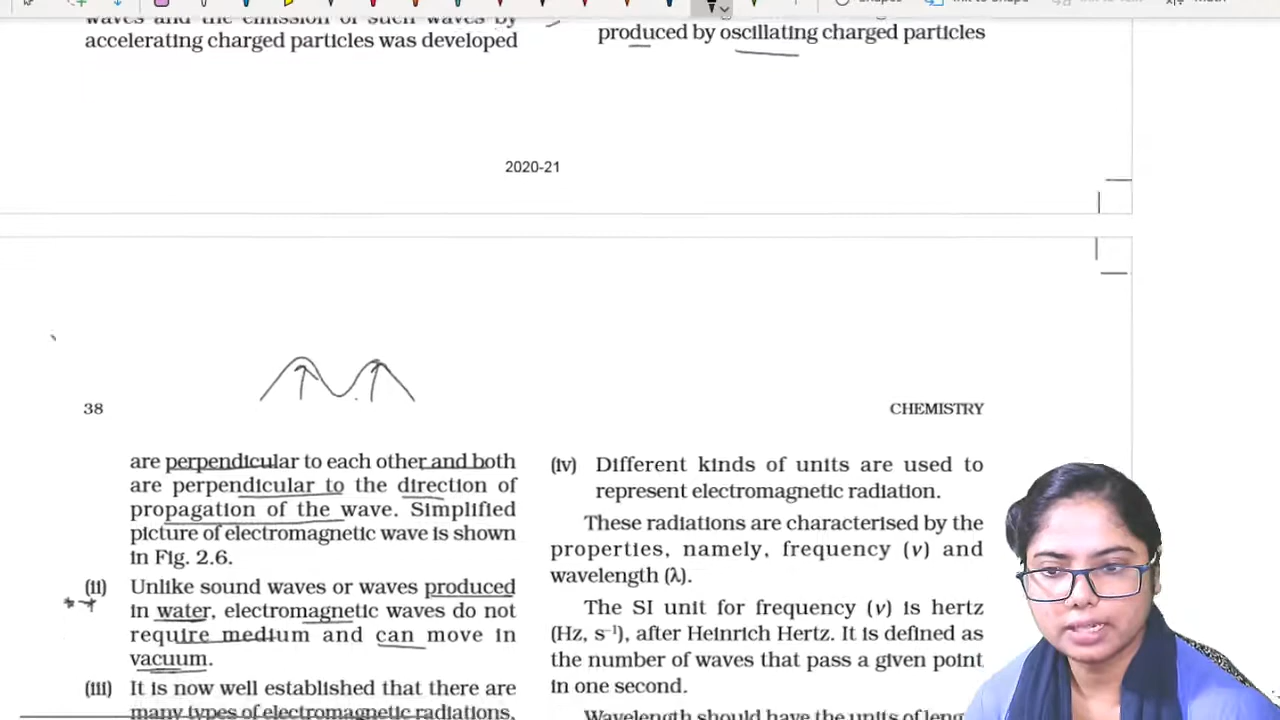 waves and the emission of such waves by
accelerating charged particles was developed
produced by oscillating charged particles
2020-21
38
CHEMISTRY
are perpendicular to each other and both
are perpendicular to the direction of
propagation of the wave. Simplified
picture of electromagnetic wave is shown
in Fig. 2.6.
(ii) Unlike sound waves or waves produced
in water, electromagnetic waves do not
require medium and can move in
vacuum.
(iii) It is now well established that there are
many types of electromagnetic radiations,
(iv) Different kinds of units are used to
represent electromagnetic radiation.
These radiations are characterised by the
properties, namely, frequency (ν) and
wavelength (λ).
The SI unit for frequency (ν) is hertz
(Hz, s⁻¹), after Heinrich Hertz. It is defined as
the number of waves that pass a given point
in one second.
Wavelength should have the units of